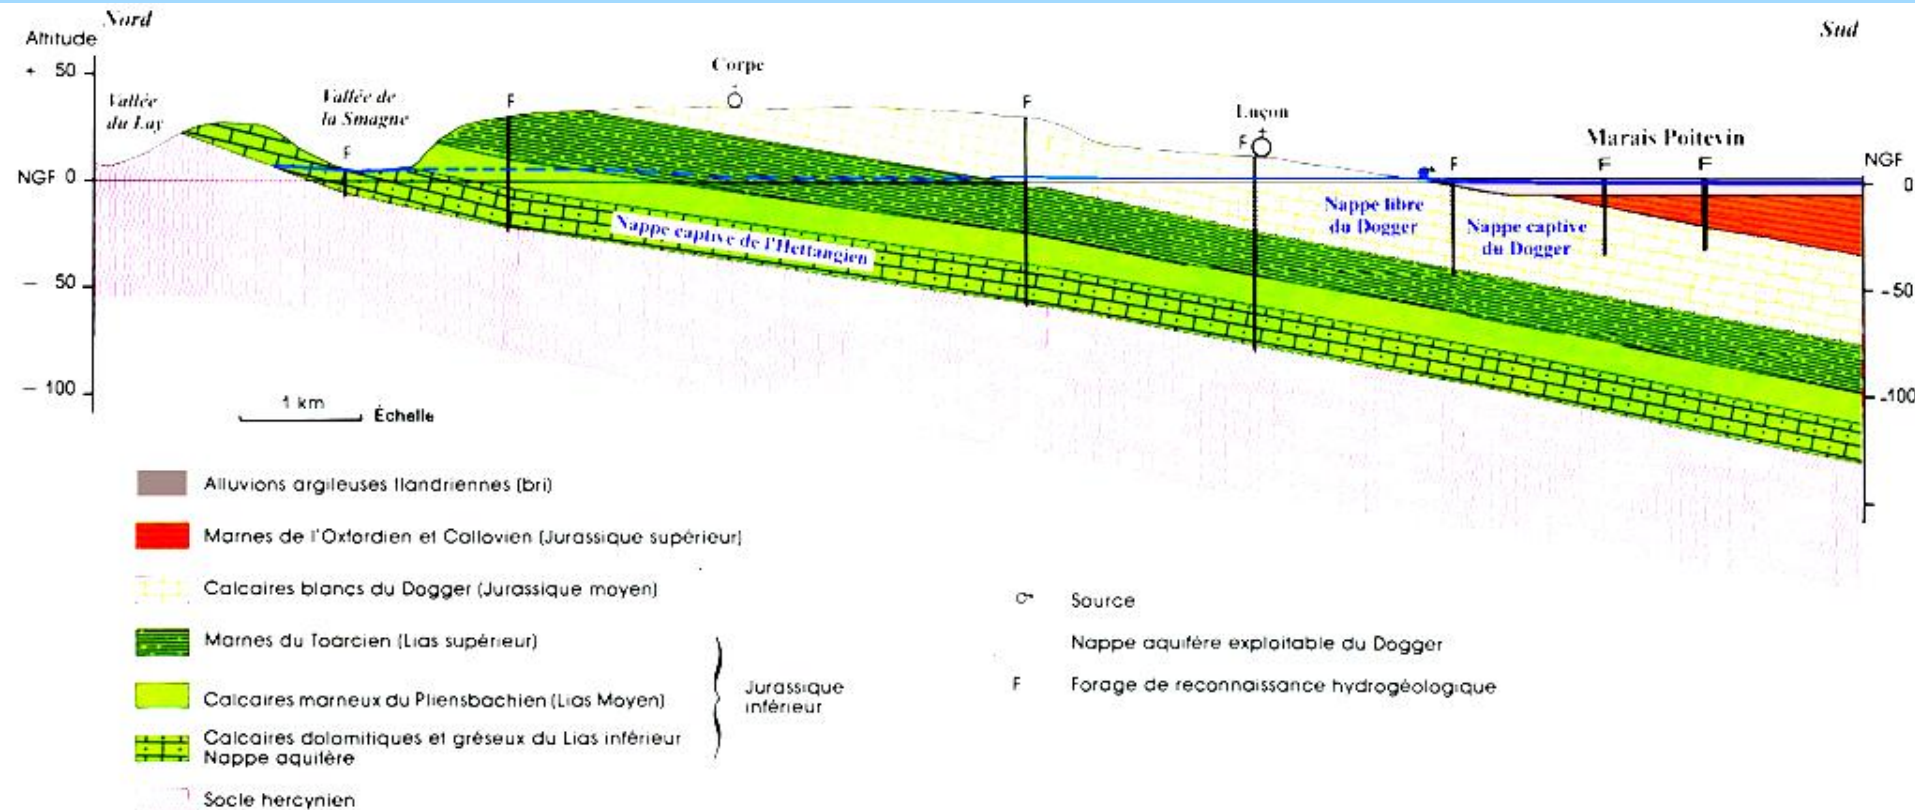 Nord
Sud
Altitude
+ 50
Corpe
Vallée
du Lay
Vallée de
la Smagne
F
F
F
Luçon
F
Marais Poitevin
F
F
F
NGF
NGF 0
0
Nappe libre
du Dogger
Nappe captive
du Dogger
Nappe captive de l'Hettangien
- 50
- 50
- 100
-100
1 km
Échelle
Alluvions argileuses flandriennes (bri)
Marnes de l'Oxfordien et Callovien (Jurassique supérieur)
Calcaires blancs du Dogger (Jurassique moyen)
Marnes du Toarcien (Lias supérieur)
Calcaires marneux du Pliensbachien (Lias Moyen)
Calcaires dolomitiques et gréseux du Lias inférieur
Nappe aquifère
Socle hercynien
Jurassique
inférieur
Source
Nappe aquifère exploitable du Dogger
F Forage de reconnaissance hydrogéologique